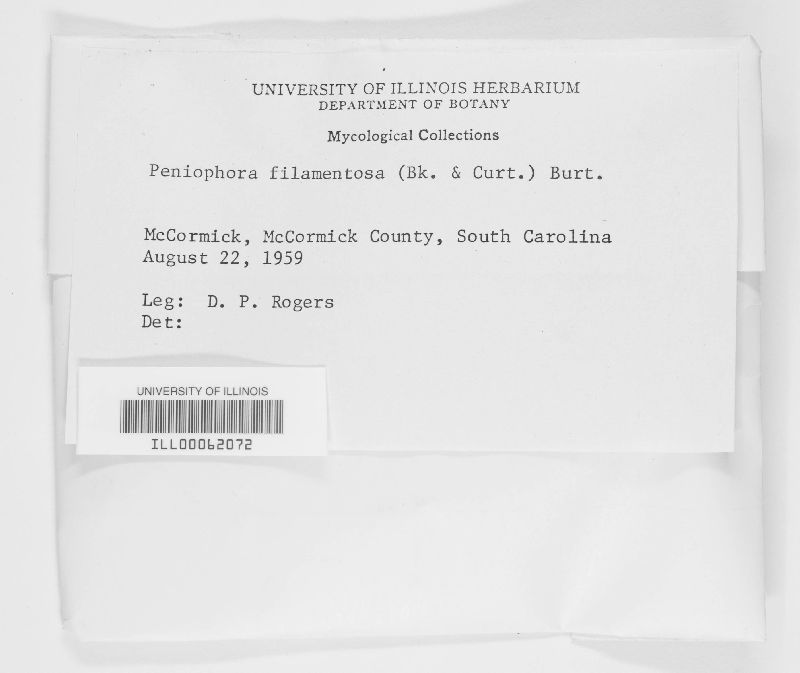 UNIVERSITY OF ILLINOIS HERBARIUM
DEPARTMENT OF BOTANY
Mycological Collections
Peniophora filamentosa (Bk. & Curt.) Burt.
McCormick, McCormick County, South Carolina
August 22, 1959
Leg: D. P. Rogers
Det:
UNIVERSITY OF ILLINOIS
ILL00062072